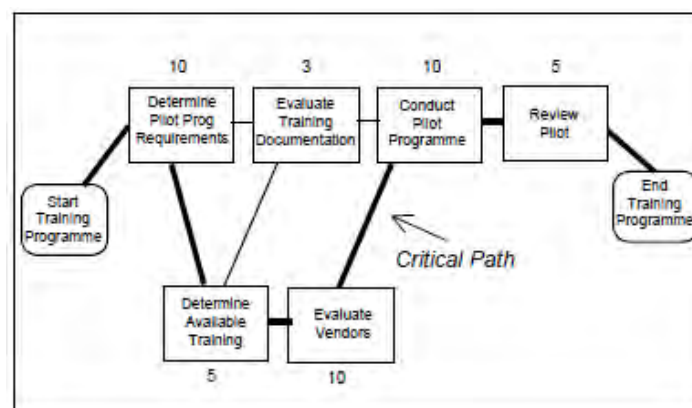 10
3
10
5
Determine
Pilot Prog
Requirements
Evaluate
Training
Documentation
Conduct
Pilot
Programme
Review
Pilot
Start
Training
Programme
End
Training
Programme
Critical Path
Determine
Available
Training
Evaluate
Vendors
5
10